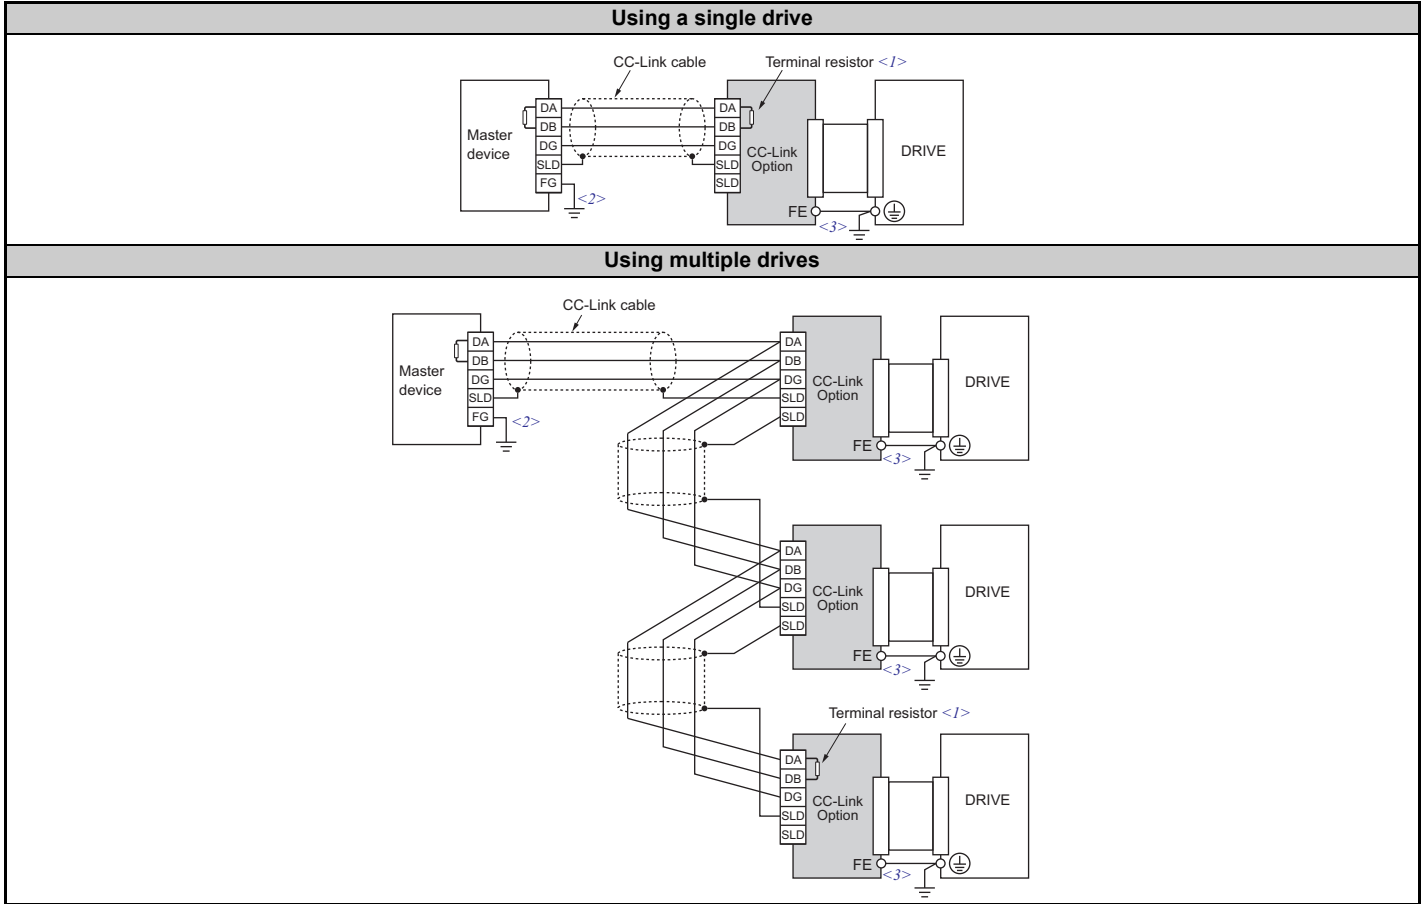 Using a single drive
CC-Link cable
Terminal resistor <1>
Master
device
DA
DB
DG
SLD
FG
<2>
DA
DB
DG
SLD
SLD
CC-Link
Option
FE
<3>
DRIVE
Using multiple drives
CC-Link cable
Master
device
DA
DB
DG
SLD
FG
<2>
DA
DB
DG
SLD
SLD
CC-Link
Option
FE
<3>
DRIVE
DA
DB
DG
SLD
SLD
CC-Link
Option
FE
<3>
DRIVE
Terminal resistor <1>
DA
DB
DG
SLD
SLD
CC-Link
Option
FE
<3>
DRIVE